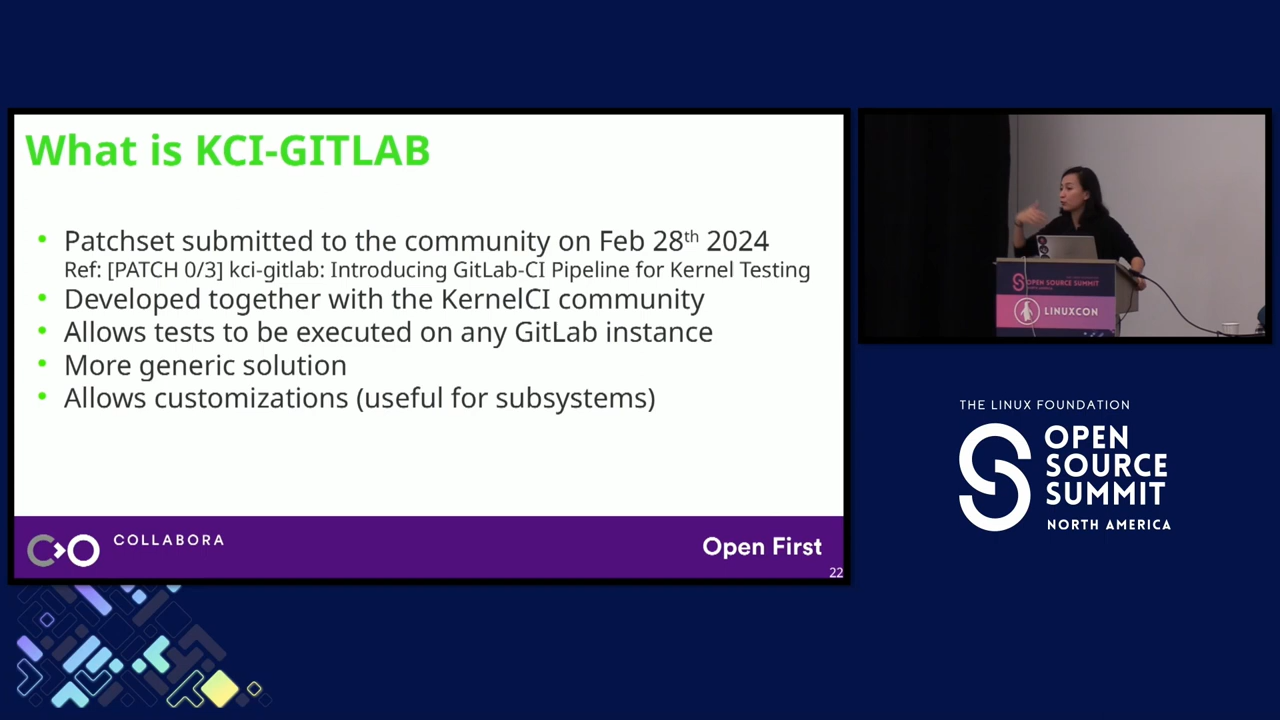 What is KCI-GITLAB
• Patchset submitted to the community on Feb 28th 2024
Ref: [PATCH 0/3] kci-gitlab: Introducing GitLab-CI Pipeline for Kernel Testing
• Developed together with the KernelCI community
• Allows tests to be executed on any GitLab instance
• More generic solution
• Allows customizations (useful for subsystems)
COLLABORA
Open First
22
OPEN SOURCE SUMMIT
LINUXCON
THE LINUX FOUNDATION
OPEN
SOURCE
SUMMIT
NORTH AMERICA